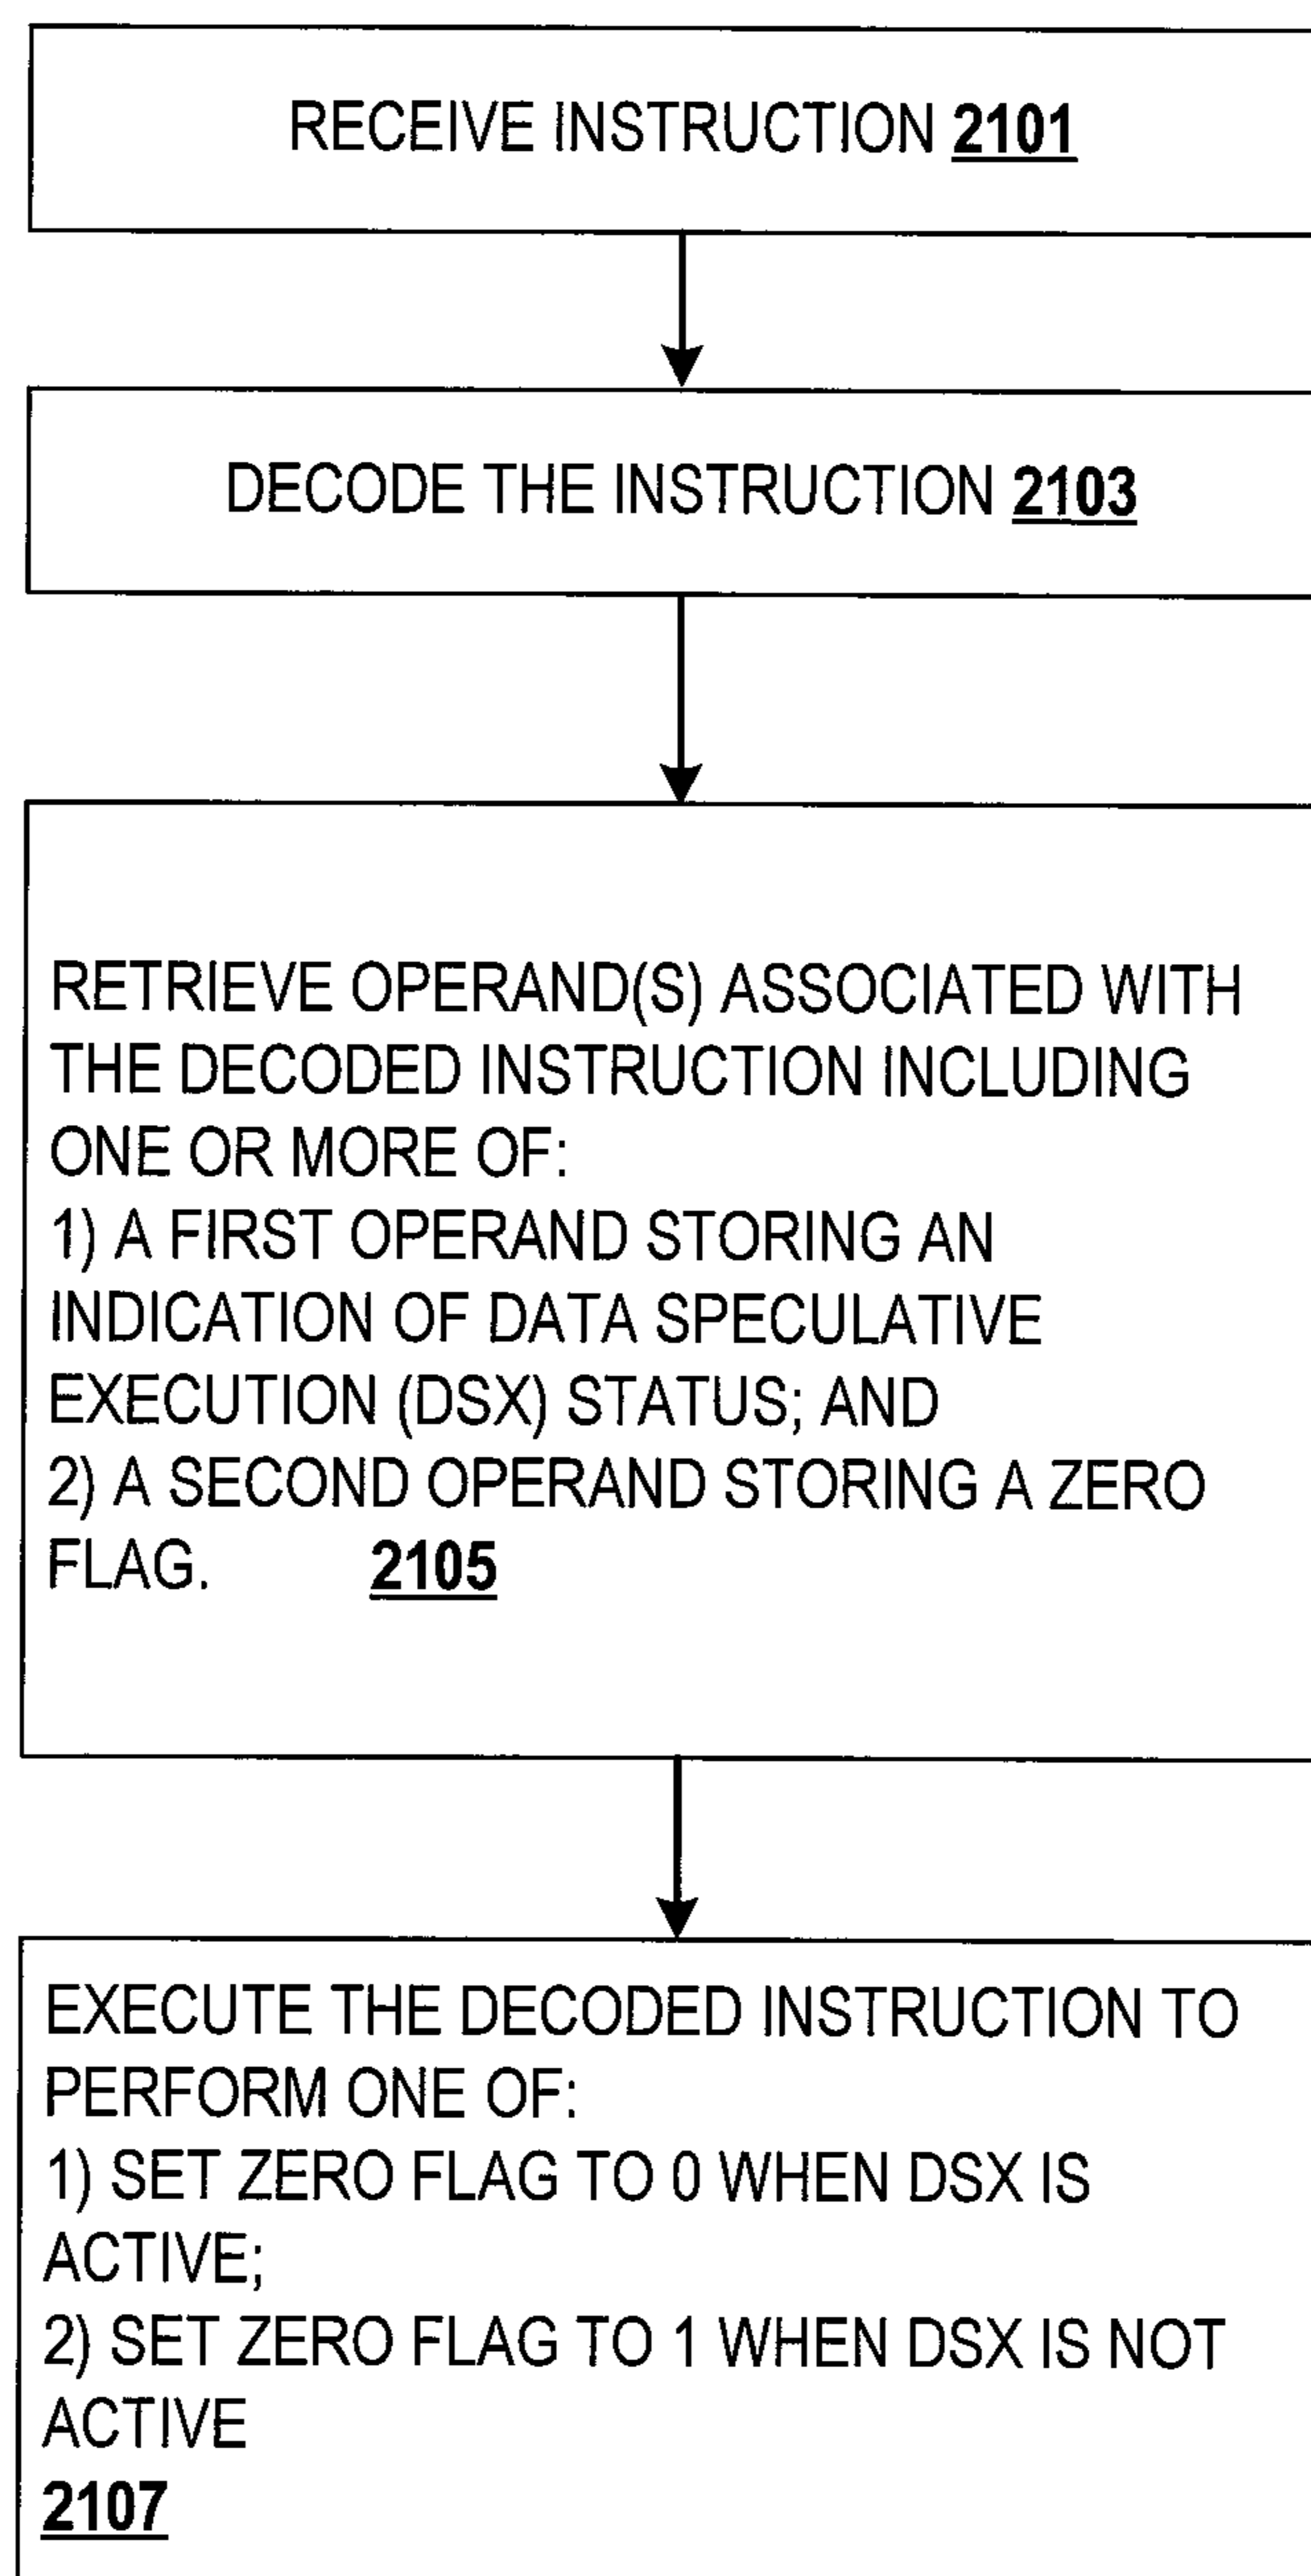 RECEIVE INSTRUCTION 2101
DECODE THE INSTRUCTION 2103
RETRIEVE OPERAND(S) ASSOCIATED WITH
THE DECODED INSTRUCTION INCLUDING
ONE OR MORE OF:
1) A FIRST OPERAND STORING AN
INDICATION OF DATA SPECULATIVE
EXECUTION (DSX) STATUS; AND
2) A SECOND OPERAND STORING A ZERO
FLAG. 2105
EXECUTE THE DECODED INSTRUCTION TO
PERFORM ONE OF:
1) SET ZERO FLAG TO 0 WHEN DSX IS
ACTIVE;
2) SET ZERO FLAG TO 1 WHEN DSX IS NOT
ACTIVE
2107